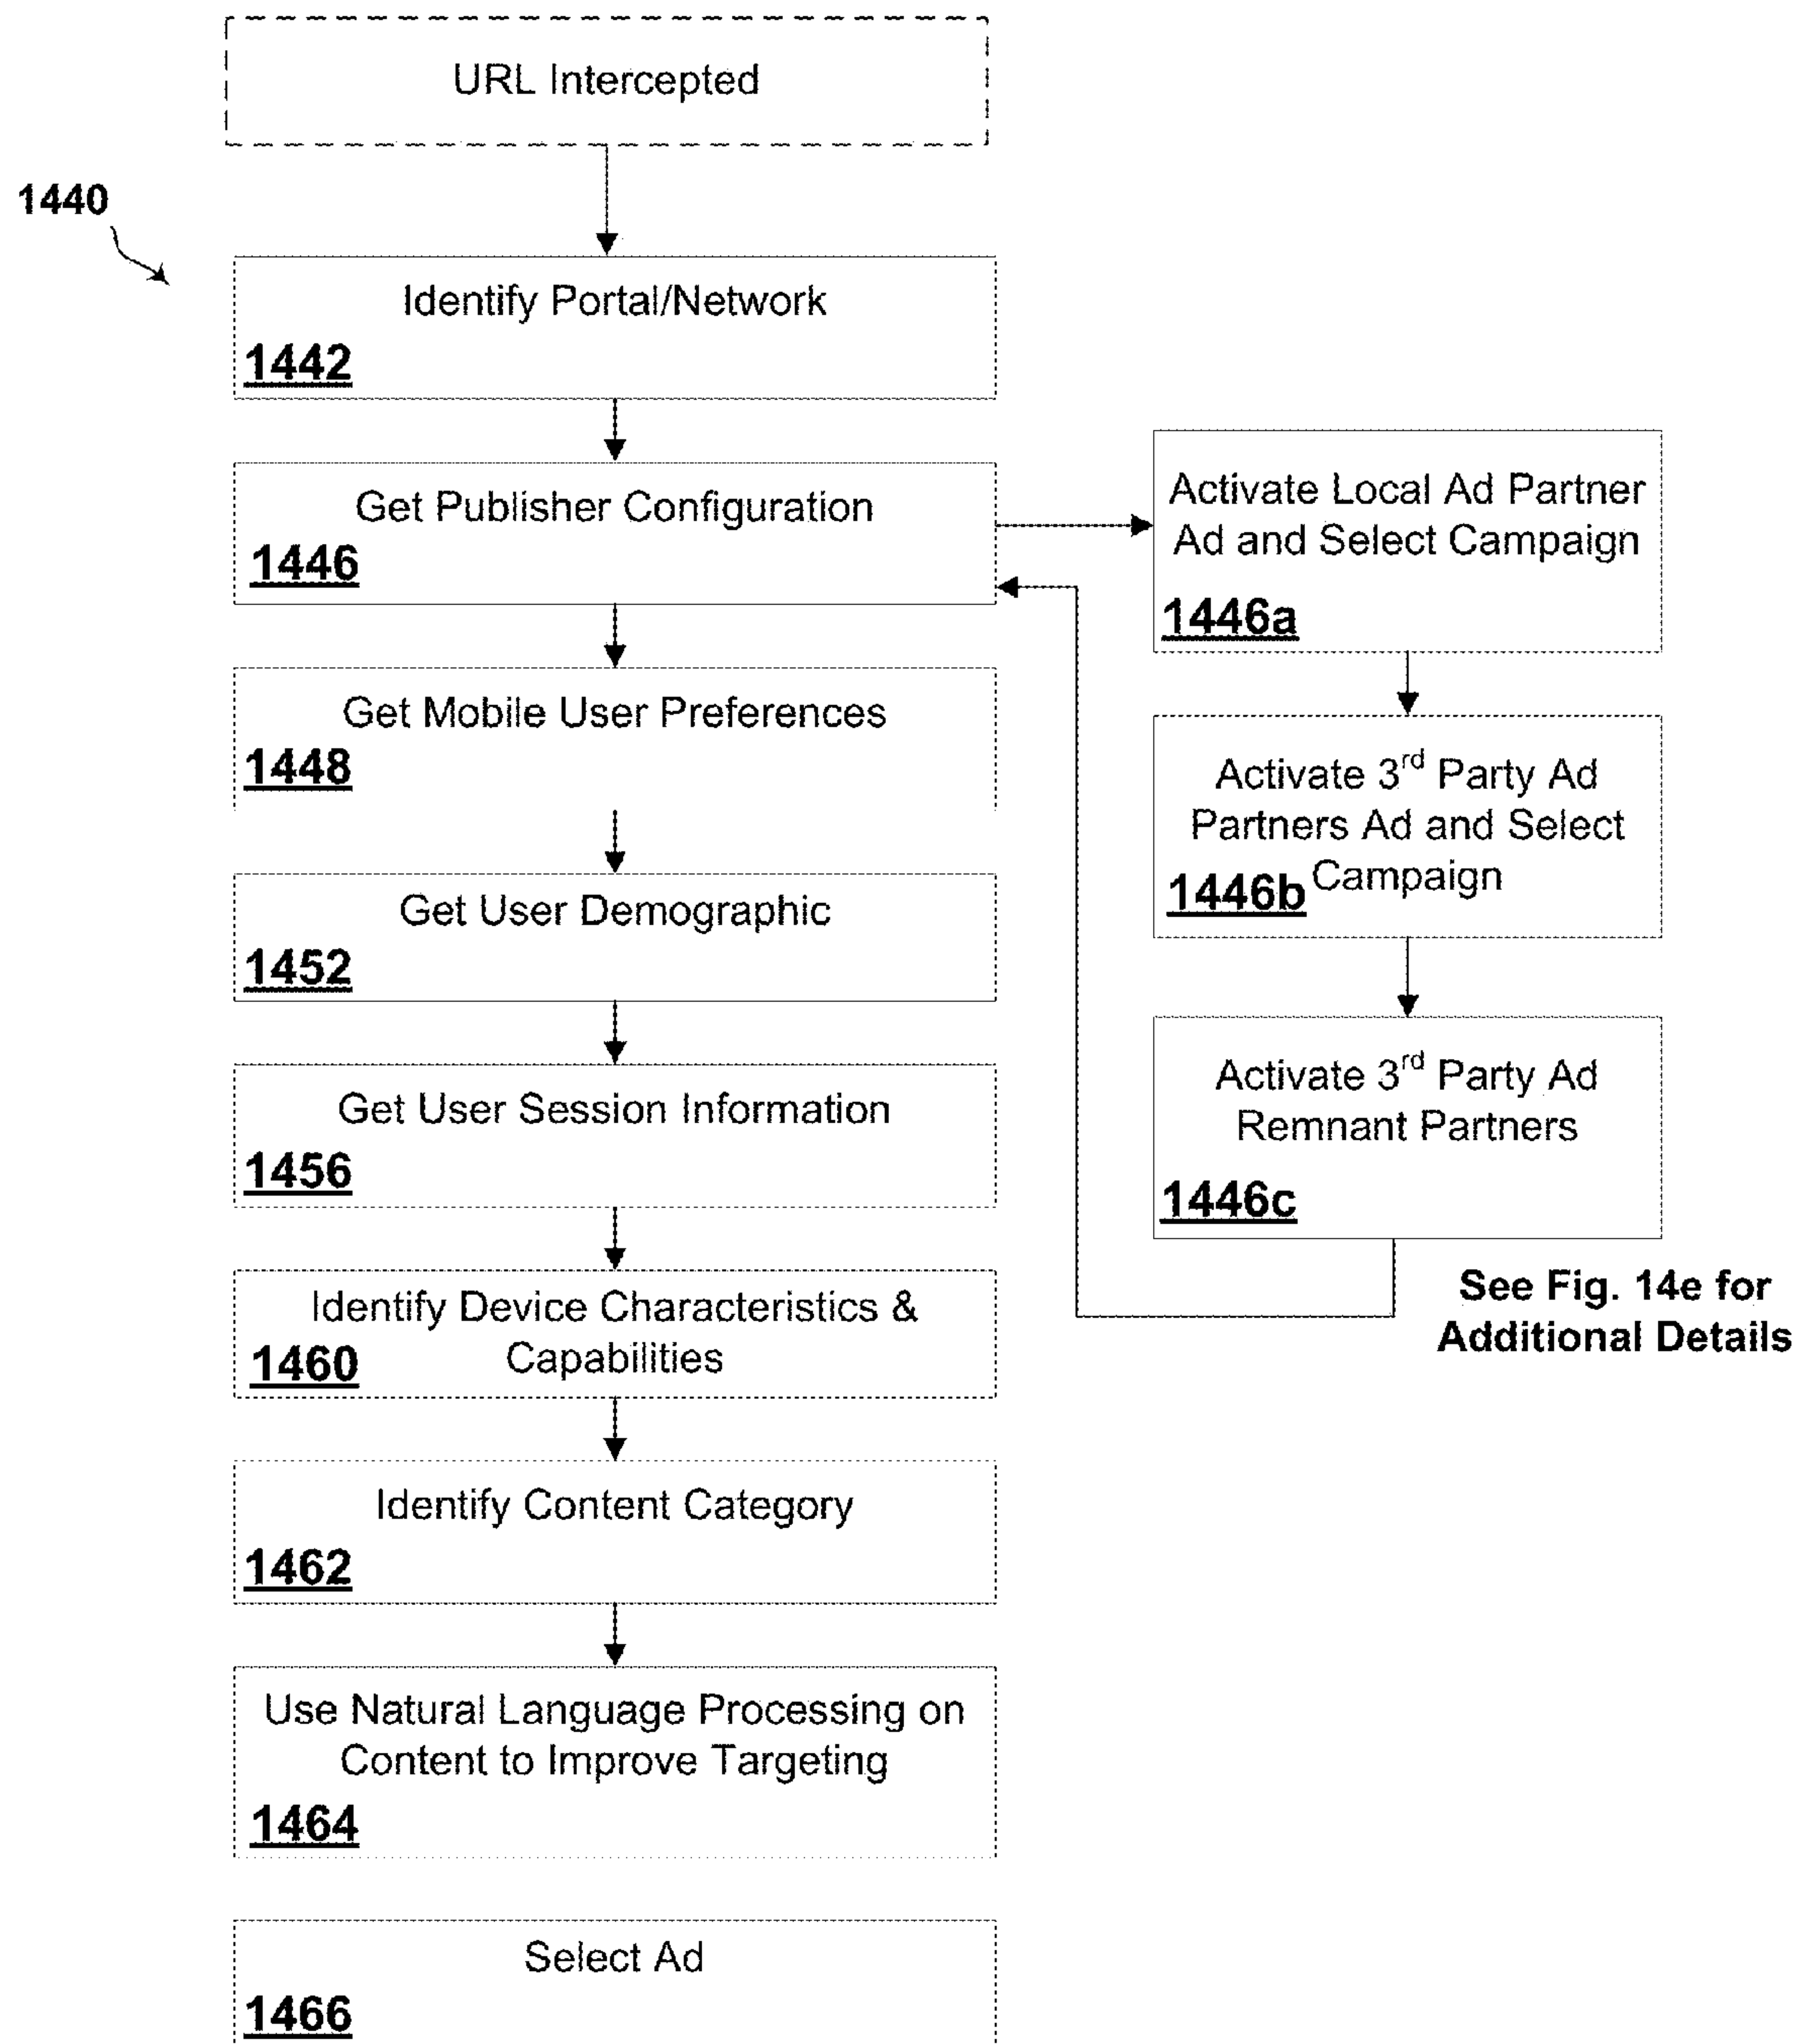 URL Intercepted
1440
Identify Portal/Network
1442
Get Publisher Configuration
1446
Activate Local Ad Partner
Ad and Select Campaign
1446a
Get Mobile User Preferences
1448
Activate 3rd Party Ad
Partners Ad and Select
1446b Campaign
Get User Demographic
1452
Activate 3rd Party Ad
Remnant Partners
1446c
Get User Session Information
1456
See Fig. 14e for
Additional Details
Identify Device Characteristics &
1460 Capabilities
Identify Content Category
1462
Use Natural Language Processing on
Content to Improve Targeting
1464
Select Ad
1466